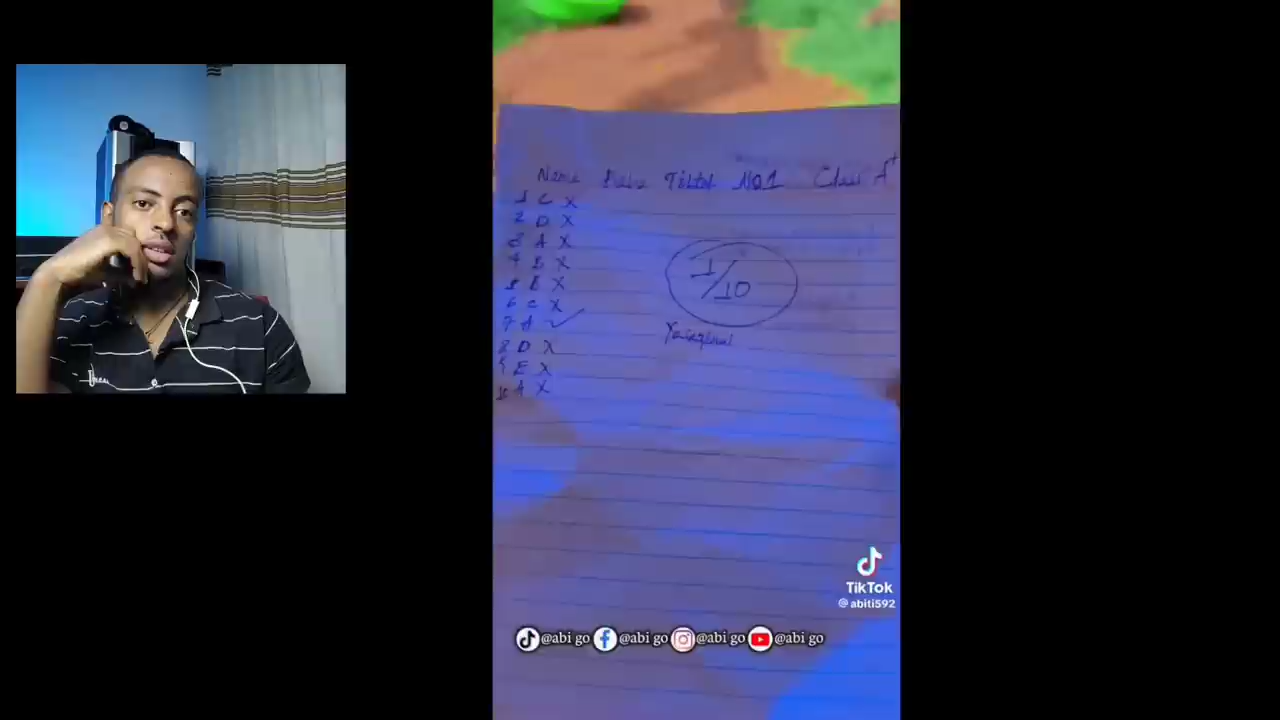 Name Tiktok No1 Class A+
1 C X
2 D X
3 A X
4 B X
5 B X
6 C X
7 A ✓
8 D X
9 E X
10 A X
1/10
TikTok
@abiti592
@abi go @abi go @abi go @abi go